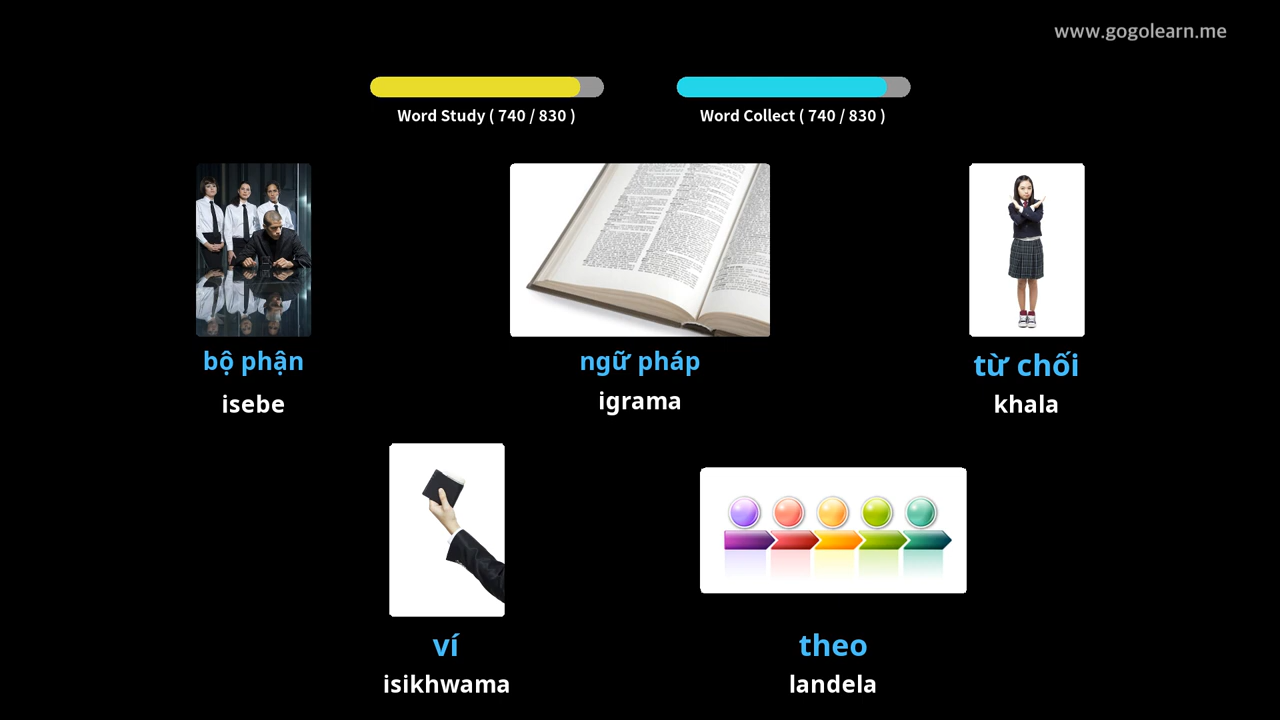 www.gogolearn.me
Word Study ( 740 / 830 )
Word Collect ( 740 / 830 )
bộ phận
isebe
ngữ pháp
igrama
từ chối
khala
ví
isikhwama
theo
landela